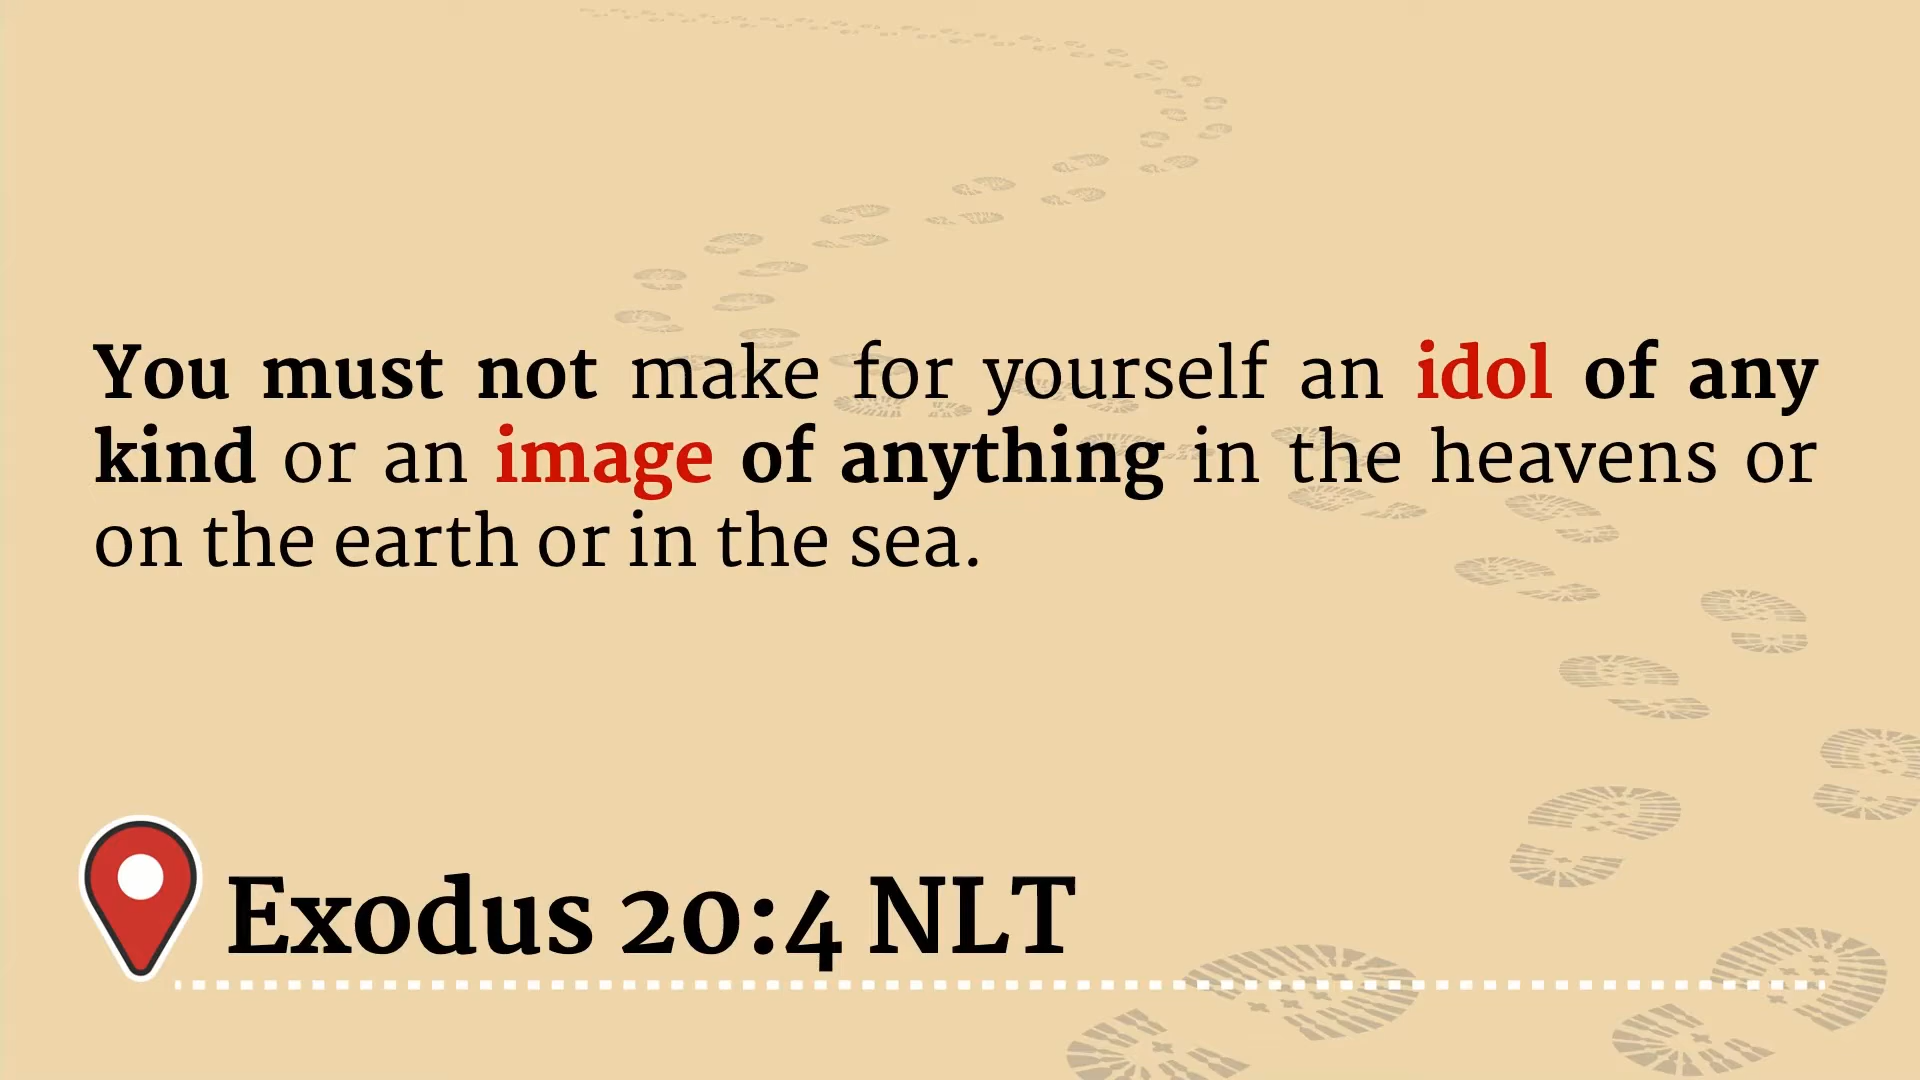 You must not make for yourself an idol of any
kind or an image of anything in the heavens or
on the earth or in the sea.
Exodus 20:4 NLT